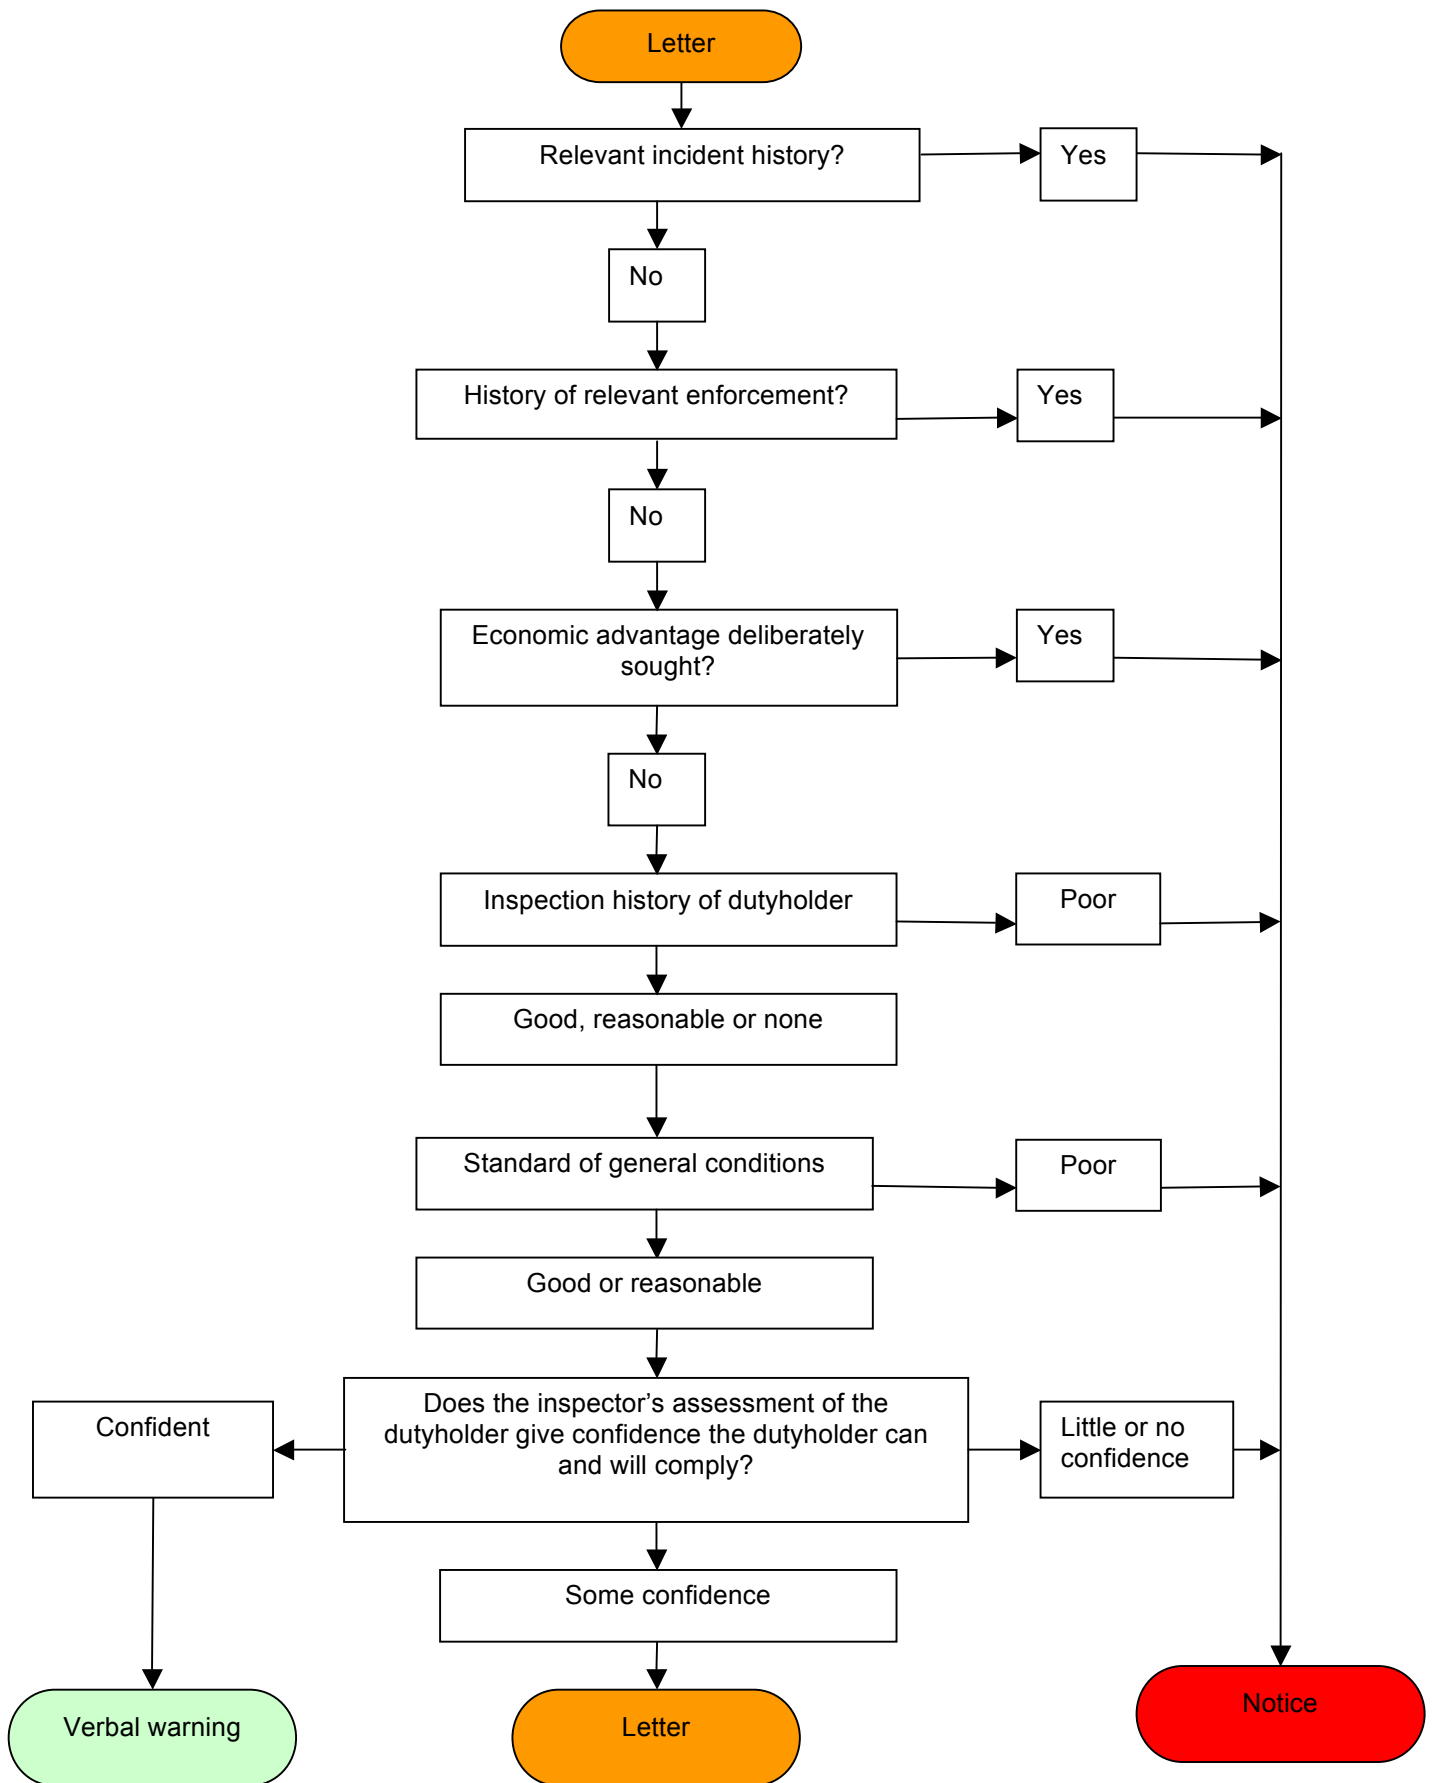 Letter
Relevant incident history?
Yes
No
History of relevant enforcement?
Yes
No
Economic advantage deliberately
sought?
Yes
No
Inspection history of dutyholder
Poor
Good, reasonable or none
Standard of general conditions
Poor
Good or reasonable
Confident
Does the inspector’s assessment of the
dutyholder give confidence the dutyholder can
and will comply?
Little or no
confidence
Some confidence
Verbal warning
Letter
Notice